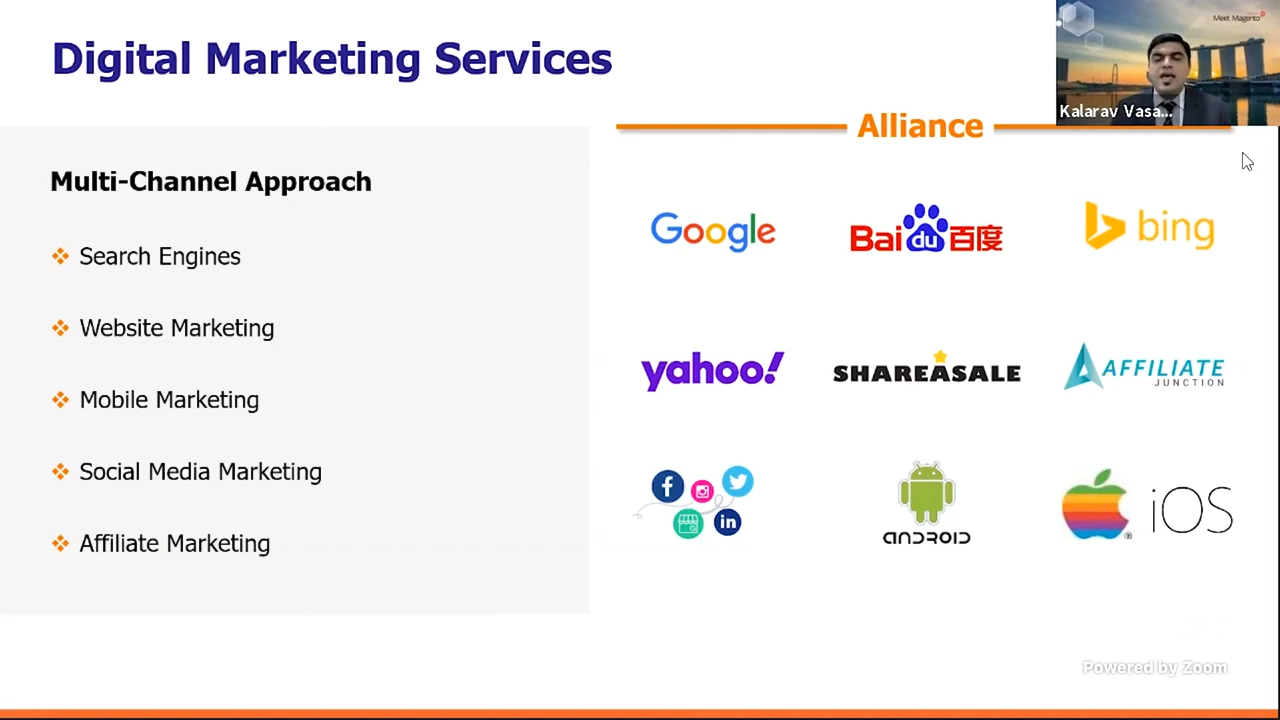 Digital Marketing Services
Meet Magento
Kalarav Vasa...
Multi-Channel Approach
Search Engines
Website Marketing
Mobile Marketing
Social Media Marketing
Affiliate Marketing
Alliance
Google
Bai du 百度
bing
yahoo!
SHAREASALE
AFFILIATE
JUNCTION
f
in
ANDROID
iOS
Powered by Zoom